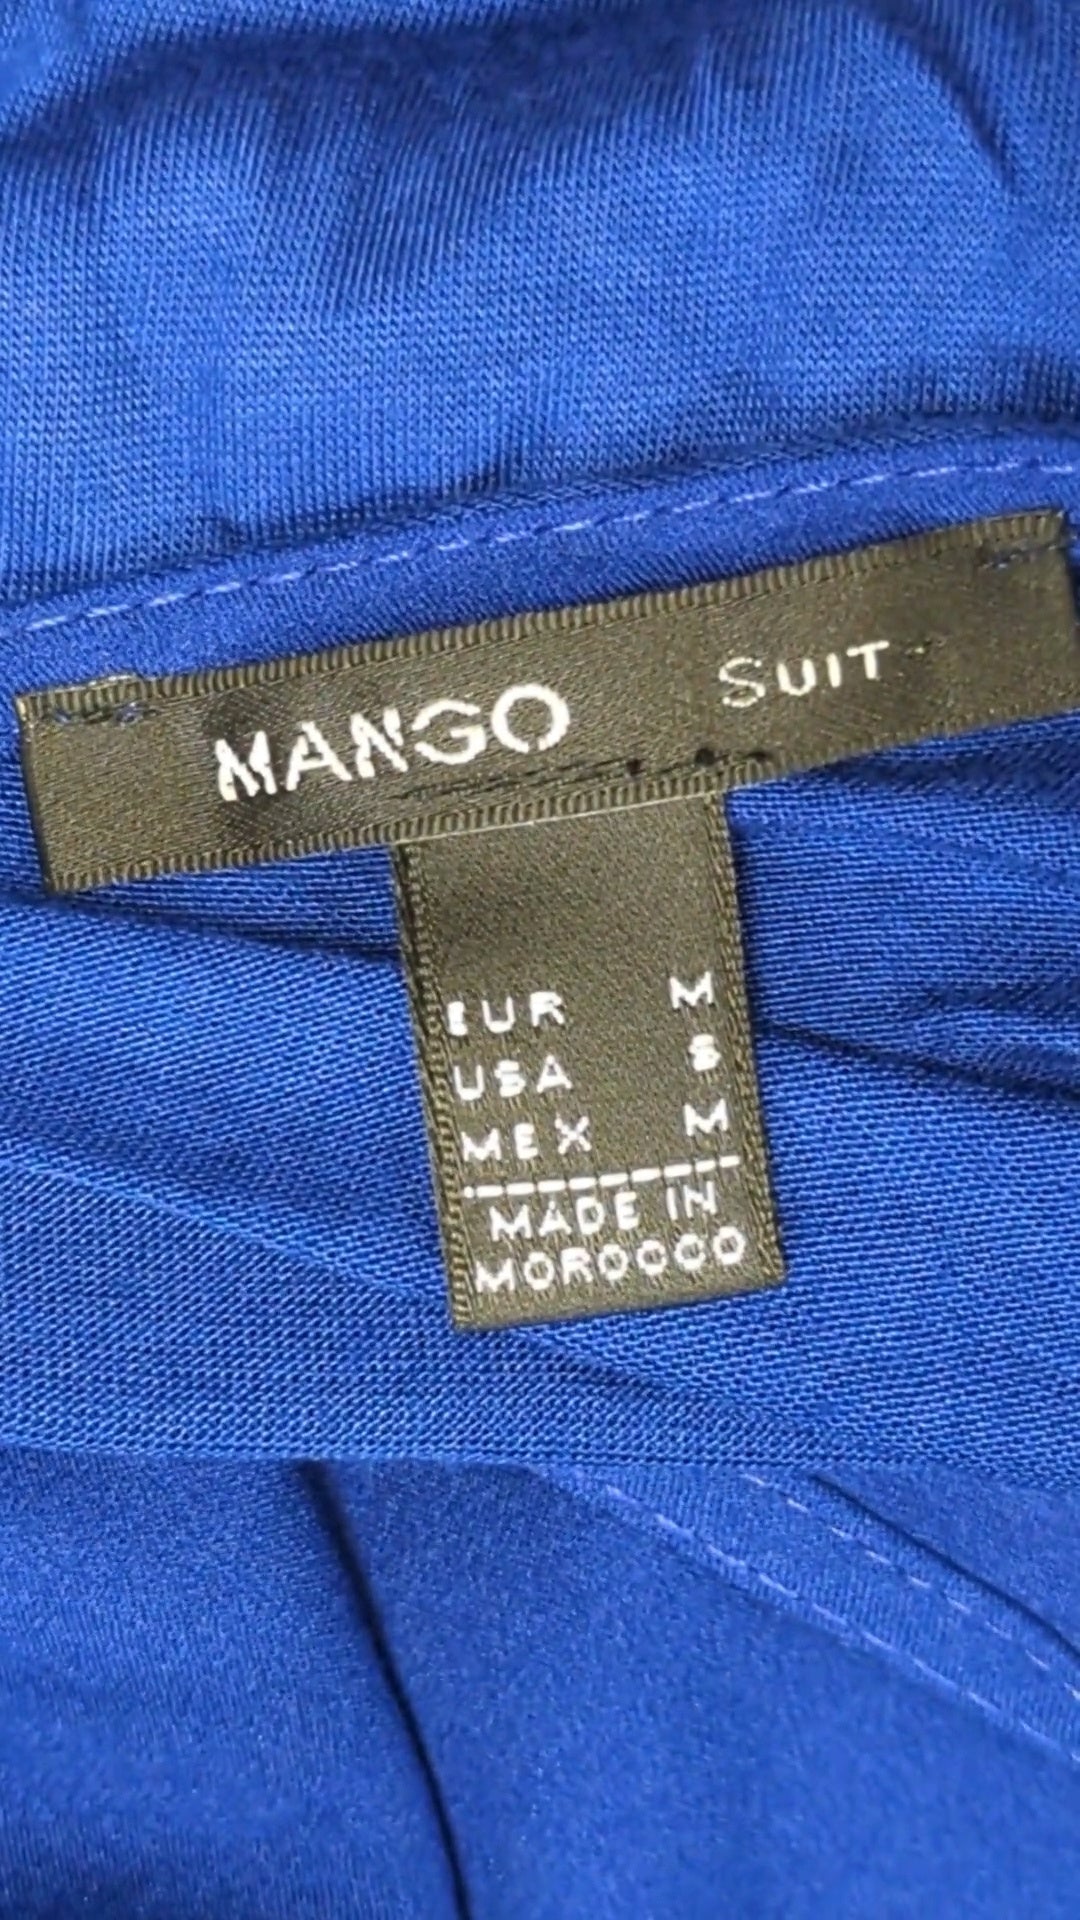 MANGO SUIT
EUR M
USA S
MEX M
MADE IN
MOROCCO